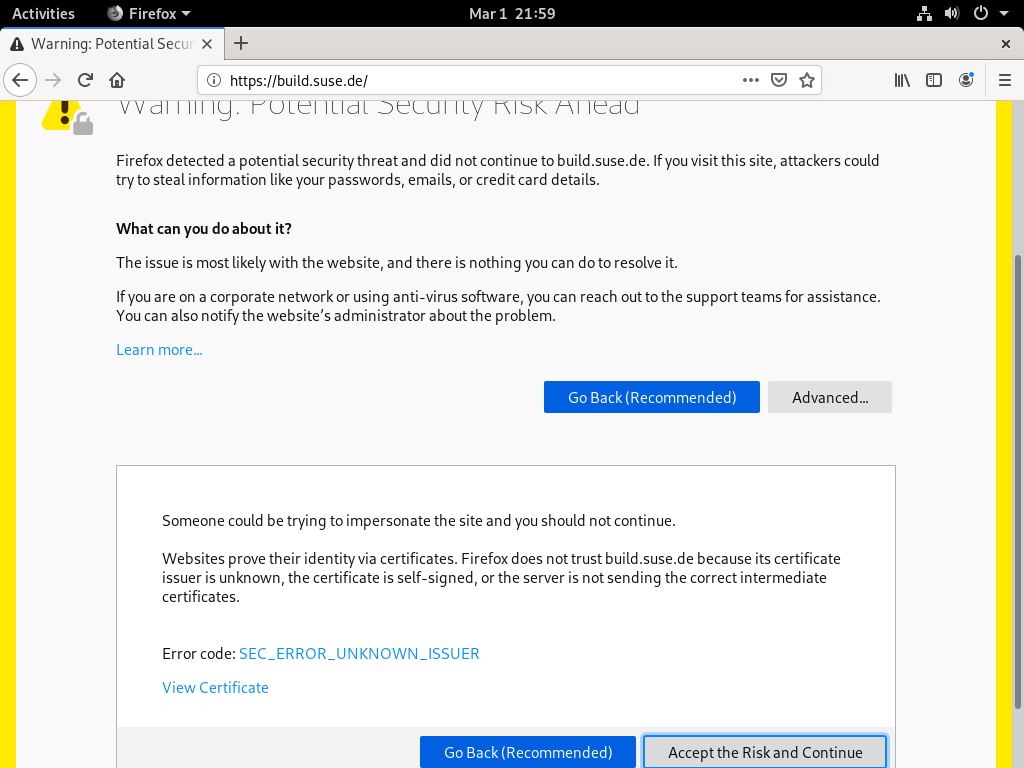 Activities
Firefox
Mar 1 21:59
Warning: Potential Secur
https://build.suse.de/
Warning: Potential Security Risk Ahead
Firefox detected a potential security threat and did not continue to build.suse.de. If you visit this site, attackers could
try to steal information like your passwords, emails, or credit card details.
What can you do about it?
The issue is most likely with the website, and there is nothing you can do to resolve it.
If you are on a corporate network or using anti-virus software, you can reach out to the support teams for assistance.
You can also notify the website’s administrator about the problem.
Learn more…
Go Back (Recommended)
Advanced…
Someone could be trying to impersonate the site and you should not continue.
Websites prove their identity via certificates. Firefox does not trust build.suse.de because its certificate
issuer is unknown, the certificate is self-signed, or the server is not sending the correct intermediate
certificates.
Error code: SEC_ERROR_UNKNOWN_ISSUER
View Certificate
Go Back (Recommended)
Accept the Risk and Continue